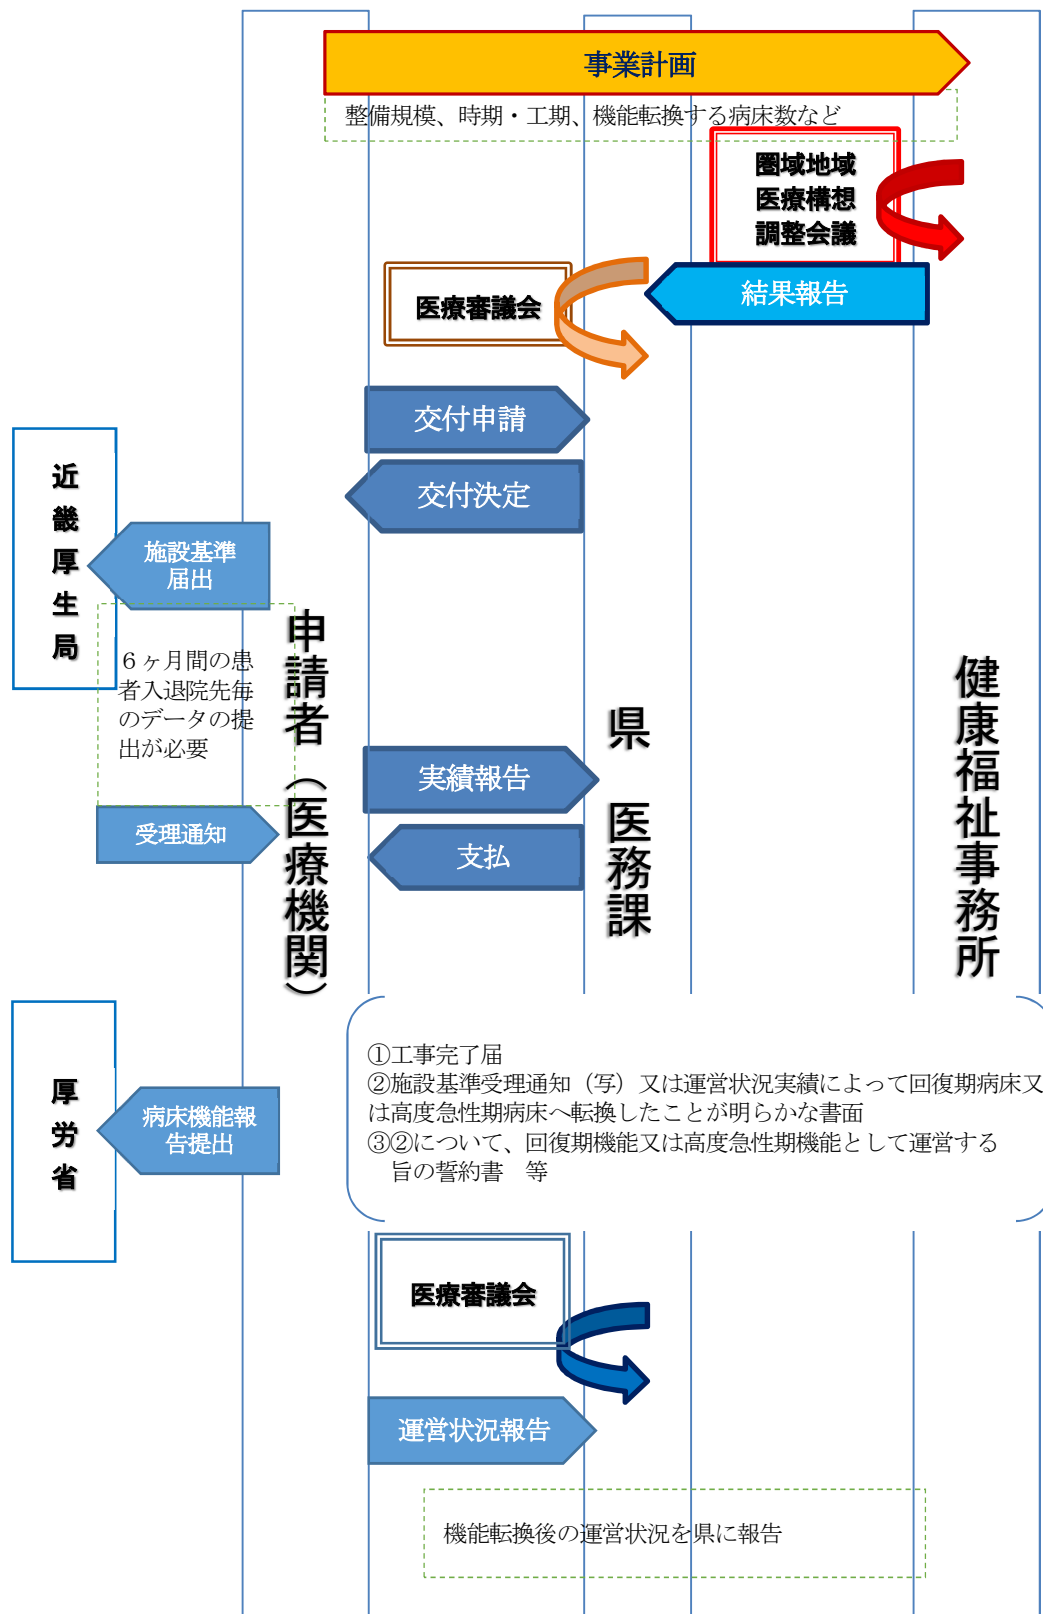 事業計画
整備規模、時期・工期、機能転換する病床数など
圏域地域
医療構想
調整会議
結果報告
医療審議会
交付申請
交付決定
近畿厚生局
施設基準
届出
６ヶ月間の患
者入退院先毎
のデータの提
出が必要
受理通知
申請者（医療機関）
県　医務課
健康福祉事務所
実績報告
支払
厚労省
病床機能報
告提出
①工事完了届
②施設基準受理通知（写）又は運営状況実績によって回復期病床又
は高度急性期病床へ転換したことが明らかな書面
③②について、回復期機能又は高度急性期機能として運営する
旨の誓約書　等
医療審議会
運営状況報告
機能転換後の運営状況を県に報告